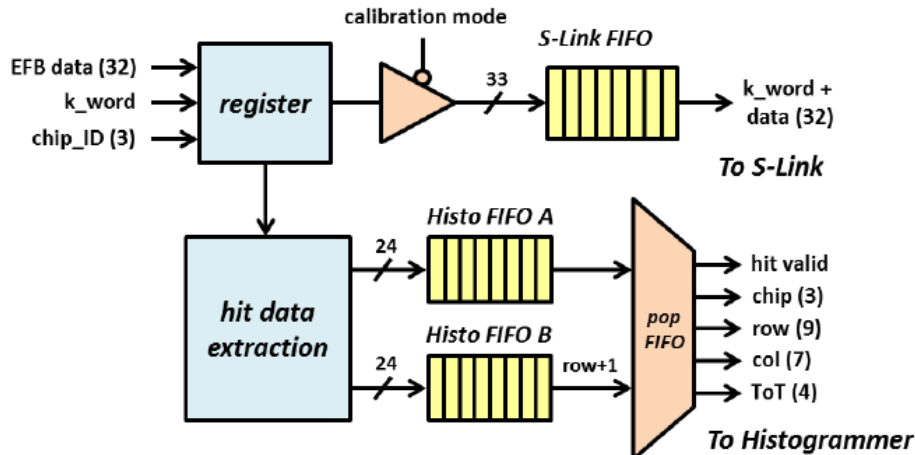 calibration mode
S-Link FIFO
EFB data (32)
k_word
chip_ID (3)
register
33
k_word +
data (32)
To S-Link
Histo FIFO A
24
hit data
extraction
Histo FIFO B
24
row+1
pop
FIFO
hit valid
chip (3)
row (9)
col (7)
ToT (4)
To Histogrammer